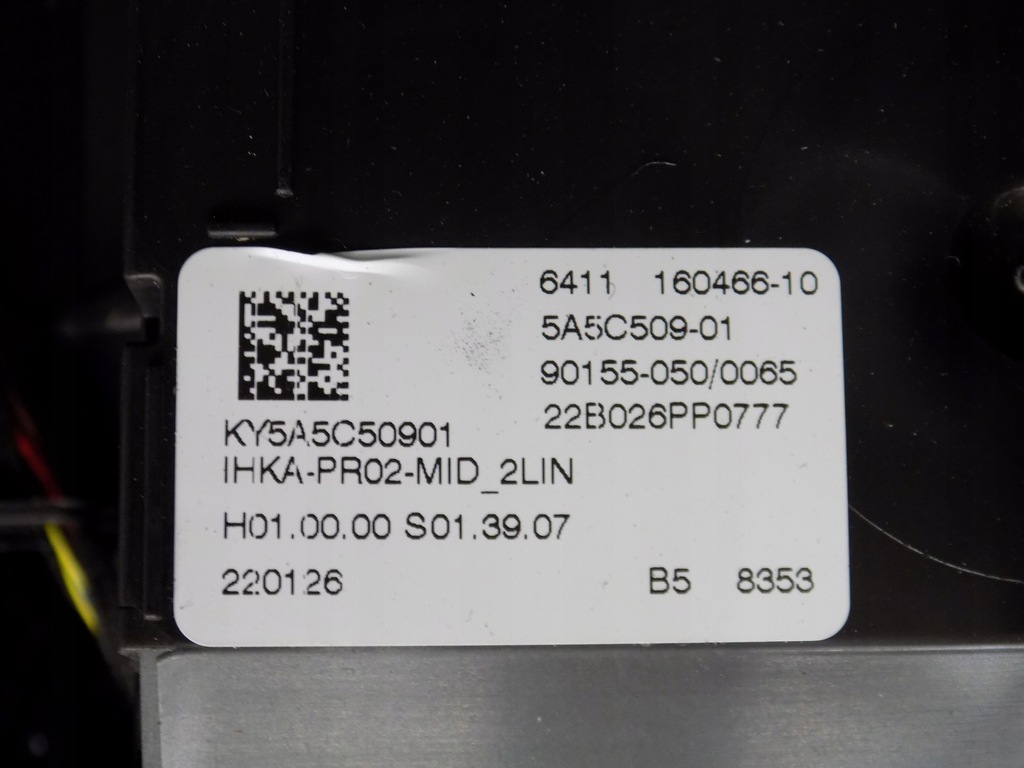 6411 160466-10
5A5C509-01
90155-050/0065
22B026PP0777
KY5A5C50901
IHKA-PR02-MID_2LIN
H01.00.00 S01.39.07
220126
B5 8353